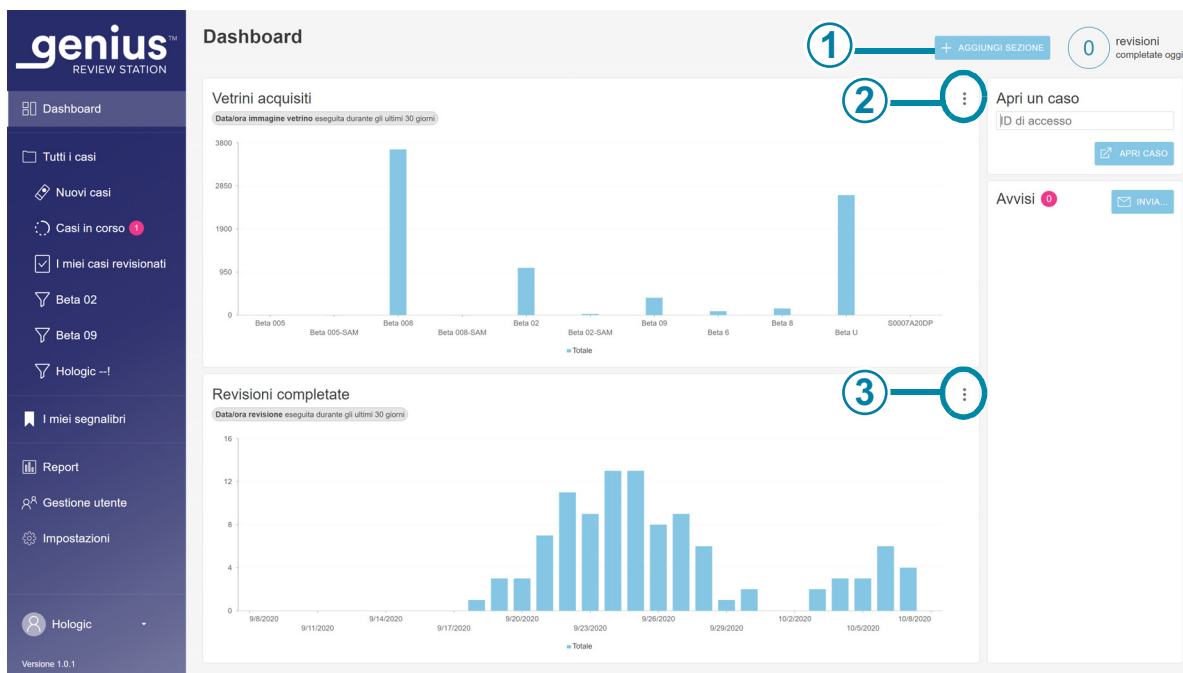 genius™
REVIEW STATION
Dashboard
Tutti i casi
Nuovi casi
Casi in corso 1
I miei casi revisionati
Beta 02
Beta 09
Hologic --!
I miei segnalibri
Report
Gestione utente
Impostazioni
Hologic
Versione 1.0.1
Dashboard
1
+ AGGIUNGI SEZIONE
0
revisioni
completate oggi
Vetrini acquisiti
2
Data/ora immagine vetrino eseguita durante gli ultimi 30 giorni
3800
2850
1900
950
0
Beta 005
Beta 005-SAM
Beta 008
Beta 008-SAM
Beta 02
Beta 02-SAM
Beta 09
Beta 6
Beta 8
Beta U
S0007A20DP
Totale
Revisioni completate
3
Data/ora revisione eseguita durante gli ultimi 30 giorni
16
12
8
4
0
9/8/2020
9/11/2020
9/14/2020
9/17/2020
9/20/2020
9/23/2020
9/26/2020
9/29/2020
10/2/2020
10/5/2020
10/8/2020
Totale
Apri un caso
ID di accesso
APRI CASO
Avvisi 0
INVIA...